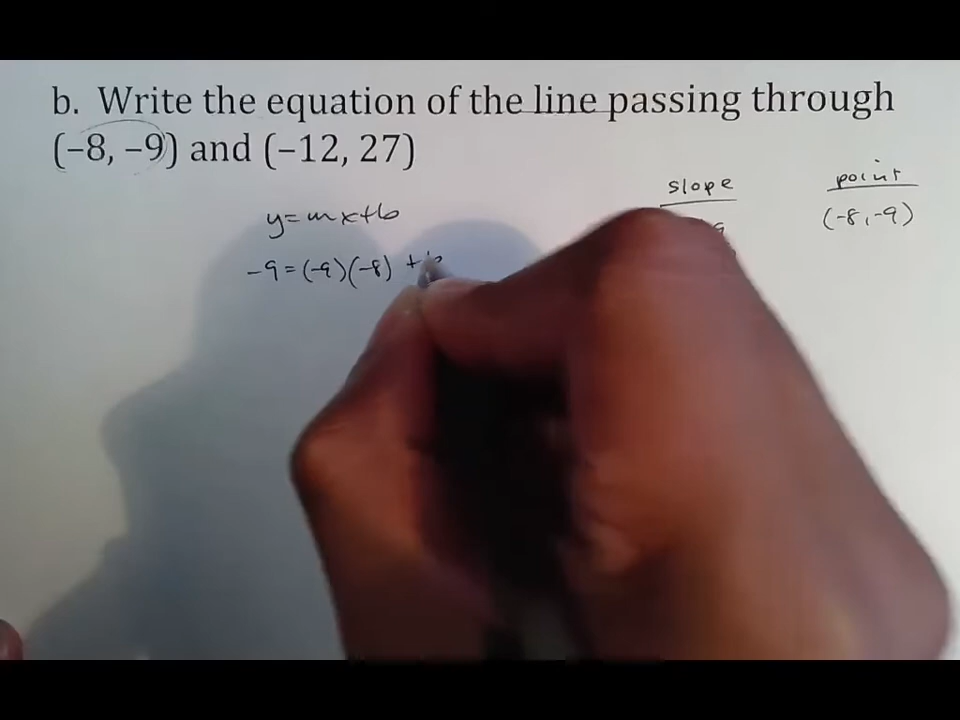 b. Write the equation of the line passing through
(−8, −9) and (−12, 27)
slope
point
y=mx+b
(-8,-9)
-9=(-9)(-8) +b